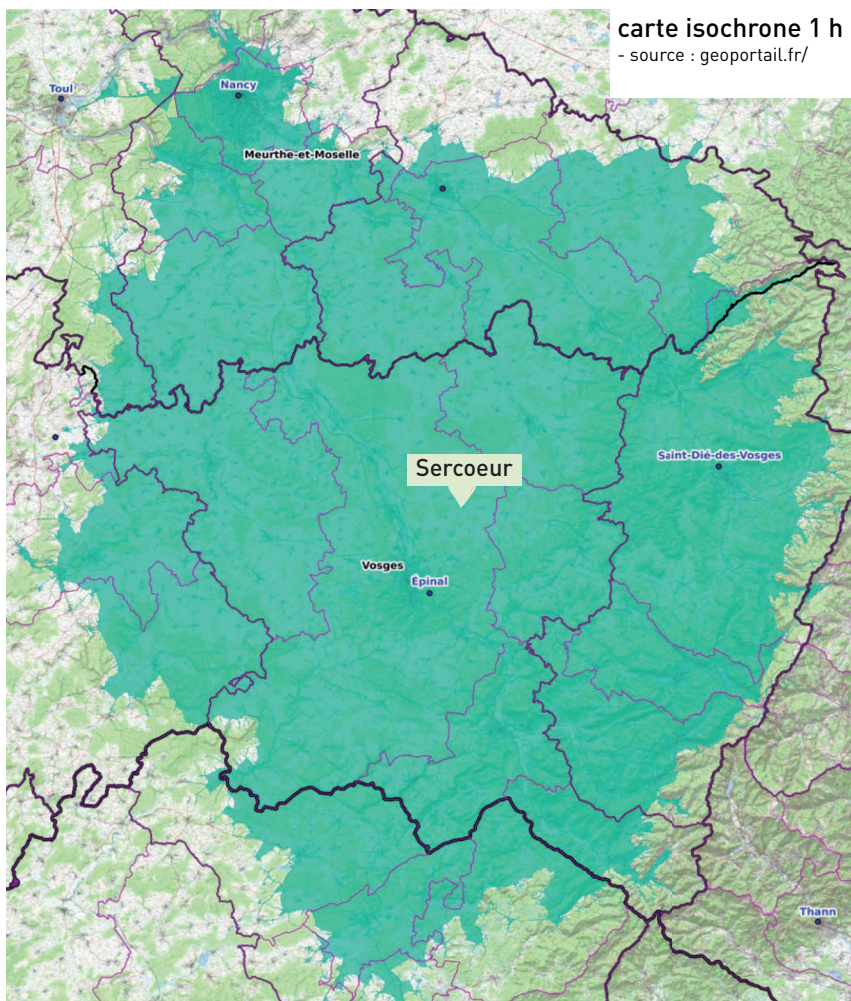 carte isochrone 1 h
- source : geoportail.fr/
Toul
Nancy
Meurthe-et-Moselle
Sercoeur
Saint-Dié-des-Vosges
Vosges
Épinal
Thann